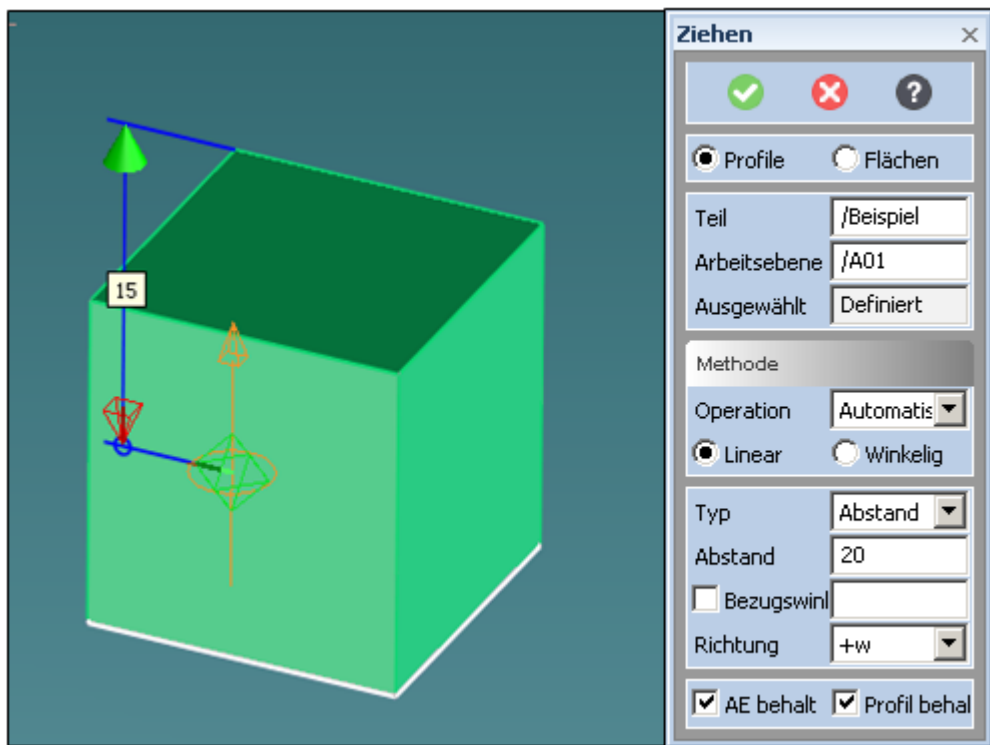 Ziehen
?
Profile Flächen
Teil /Beispiel
Arbeitsebene /A01
Ausgewählt Definiert
Methode
Operation Automatis
Linear Winkelig
Typ Abstand
Abstand 20
Bezugswinl
Richtung +w
AE behalt Profil behal
15